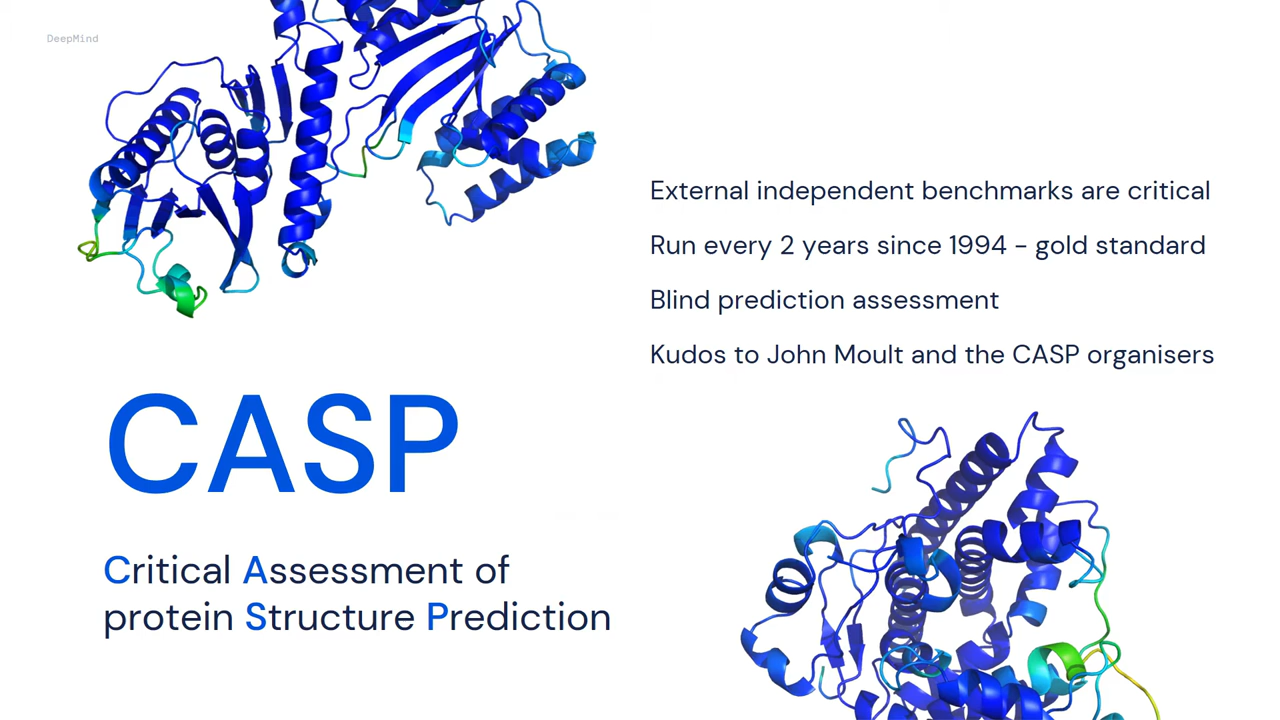 DeepMind
CASP
Critical Assessment of
protein Structure Prediction
External independent benchmarks are critical
Run every 2 years since 1994 – gold standard
Blind prediction assessment
Kudos to John Moult and the CASP organisers